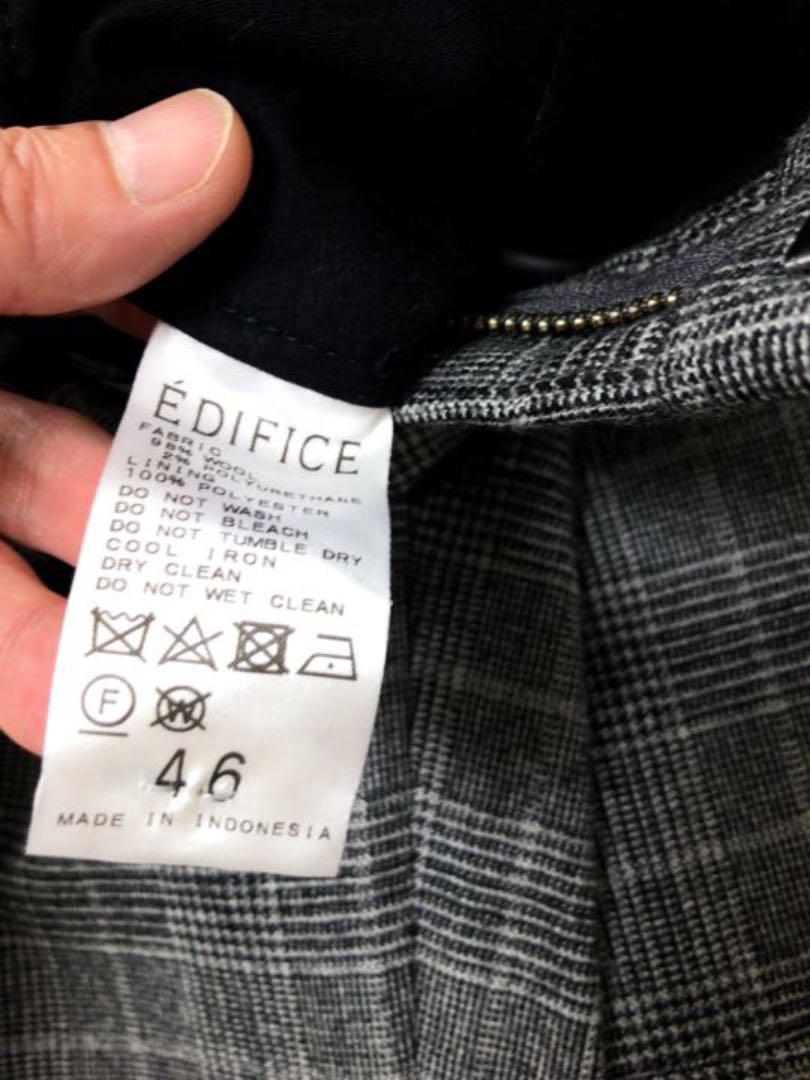 ÉDIFICE
FABRIC
98% WOOL
2% POLYURETHANE
LINING
100% POLYESTER
DO NOT WASH
DO NOT BLEACH
DO NOT TUMBLE DRY
COOL IRON
DRY CLEAN
DO NOT WET CLEAN
F W
46
MADE IN INDONESIA